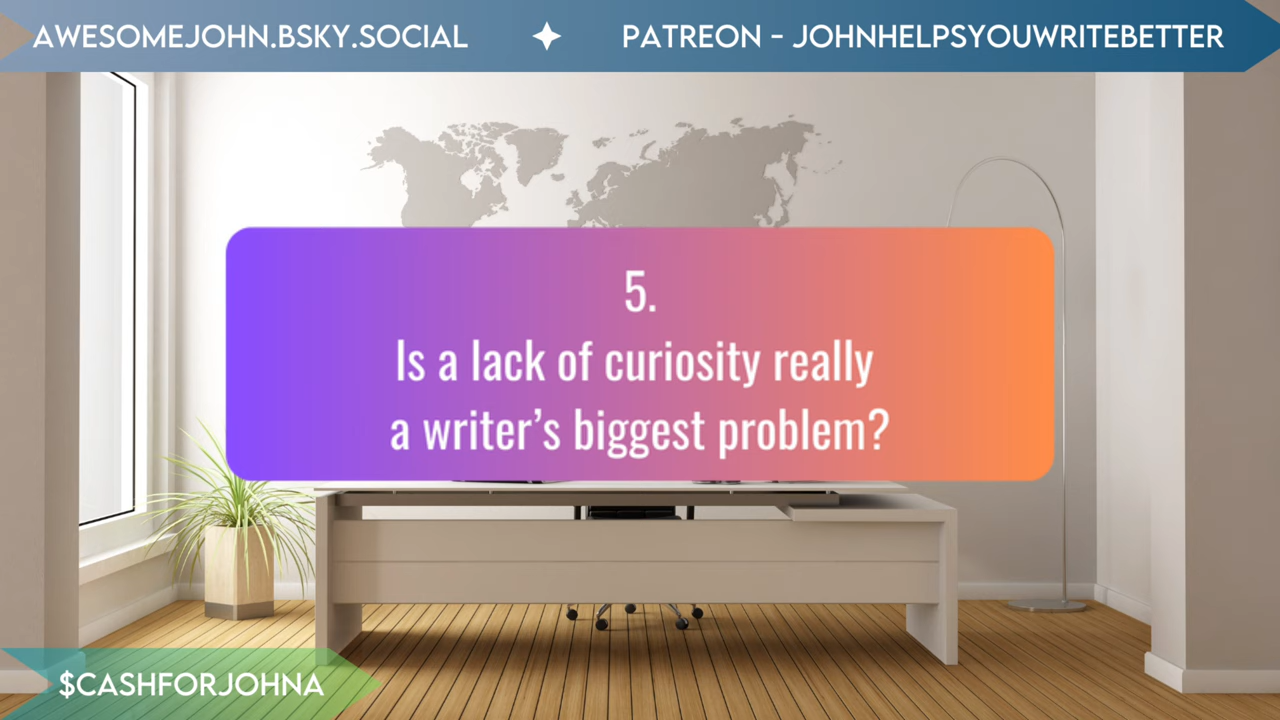 AWESOMEJOHN.BSKY.SOCIAL
PATREON - JOHNHELPSYOUWRITEBETTER
5.
Is a lack of curiosity really
a writer’s biggest problem?
$CASHFORJOHNA